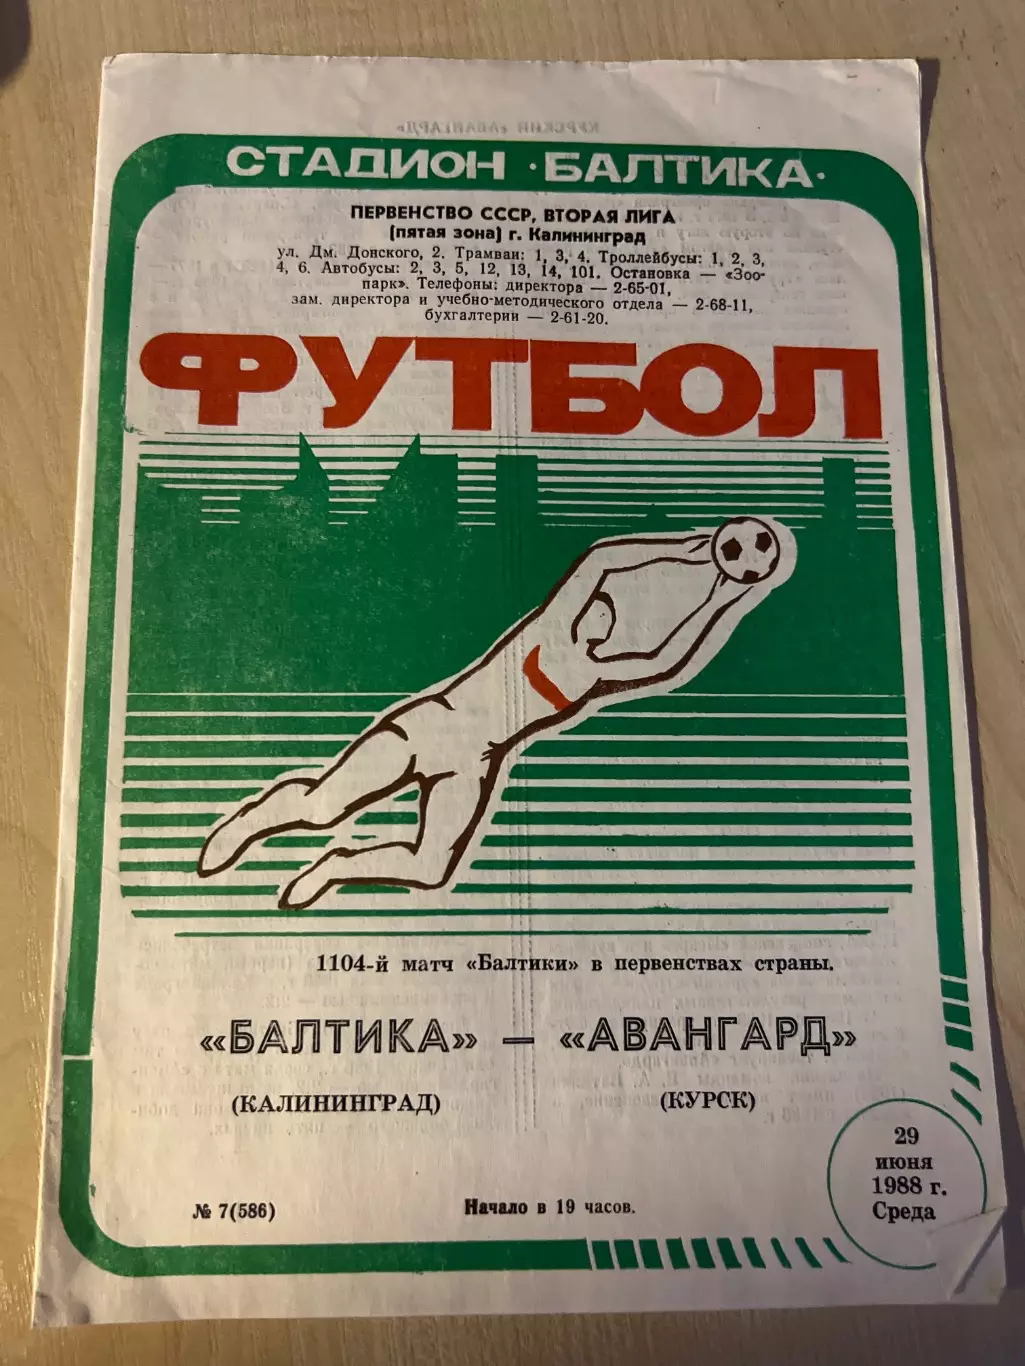 СТАДИОН · БАЛТИКА ·
ПЕРВЕНСТВО СССР, ВТОРАЯ ЛИГА
(пятая зона) г. Калининград
ул. Дм. Донского, 2. Трамваи: 1, 3, 4. Троллейбусы: 1, 2, 3,
4, 6. Автобусы: 2, 3, 5, 12, 13, 14, 101. Остановка — «Зоо-
парк». Телефоны: директора — 2-65-01,
зам. директора и учебно-методического отдела — 2-68-11,
бухгалтерии — 2-61-20.
ФУТБОЛ
1104-й матч «Балтики» в первенствах страны.
«БАЛТИКА» — «АВАНГАРД»
(КАЛИНИНГРАД) (КУРСК)
29
июня
1988 г.
Среда
№ 7(586) Начало в 19 часов.